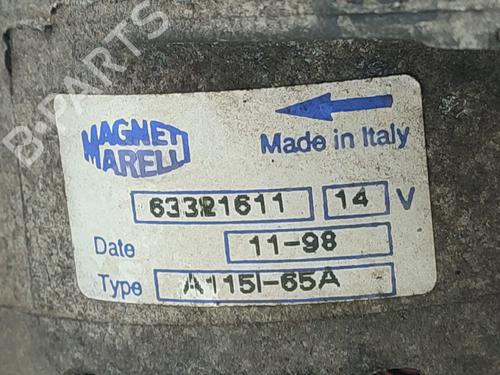 B-PARTS
MAGNETI
MARELLI
Made in Italy
63321611 14 V
Date 11-98
Type A115I-65A